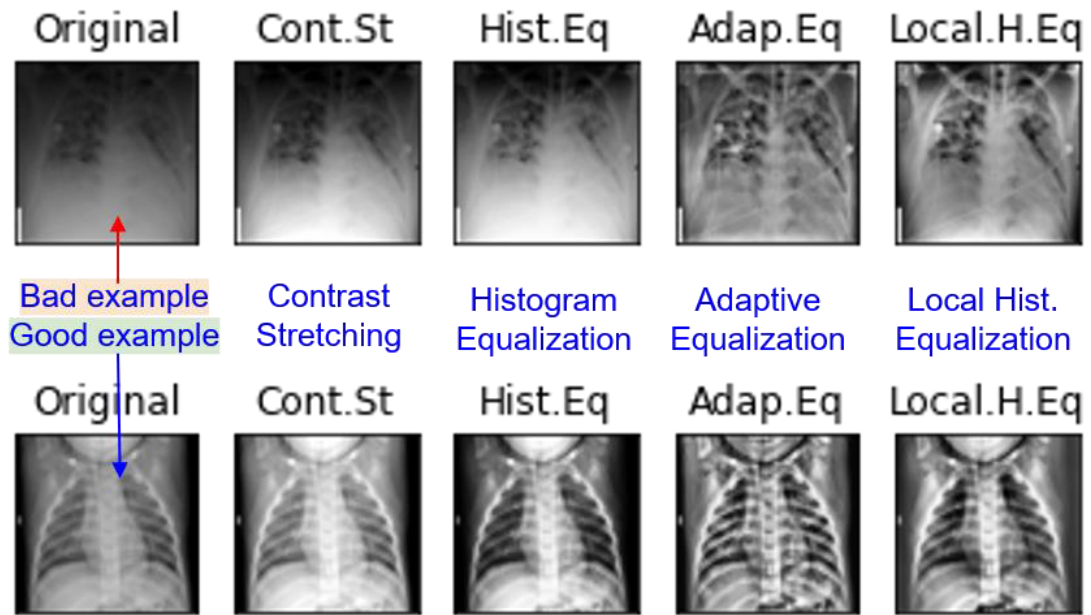 Original Cont.St Hist.Eq Adap.Eq Local.H.Eq
Bad example
Good example
Contrast
Stretching
Histogram
Equalization
Adaptive
Equalization
Local Hist.
Equalization
Original Cont.St Hist.Eq Adap.Eq Local.H.Eq